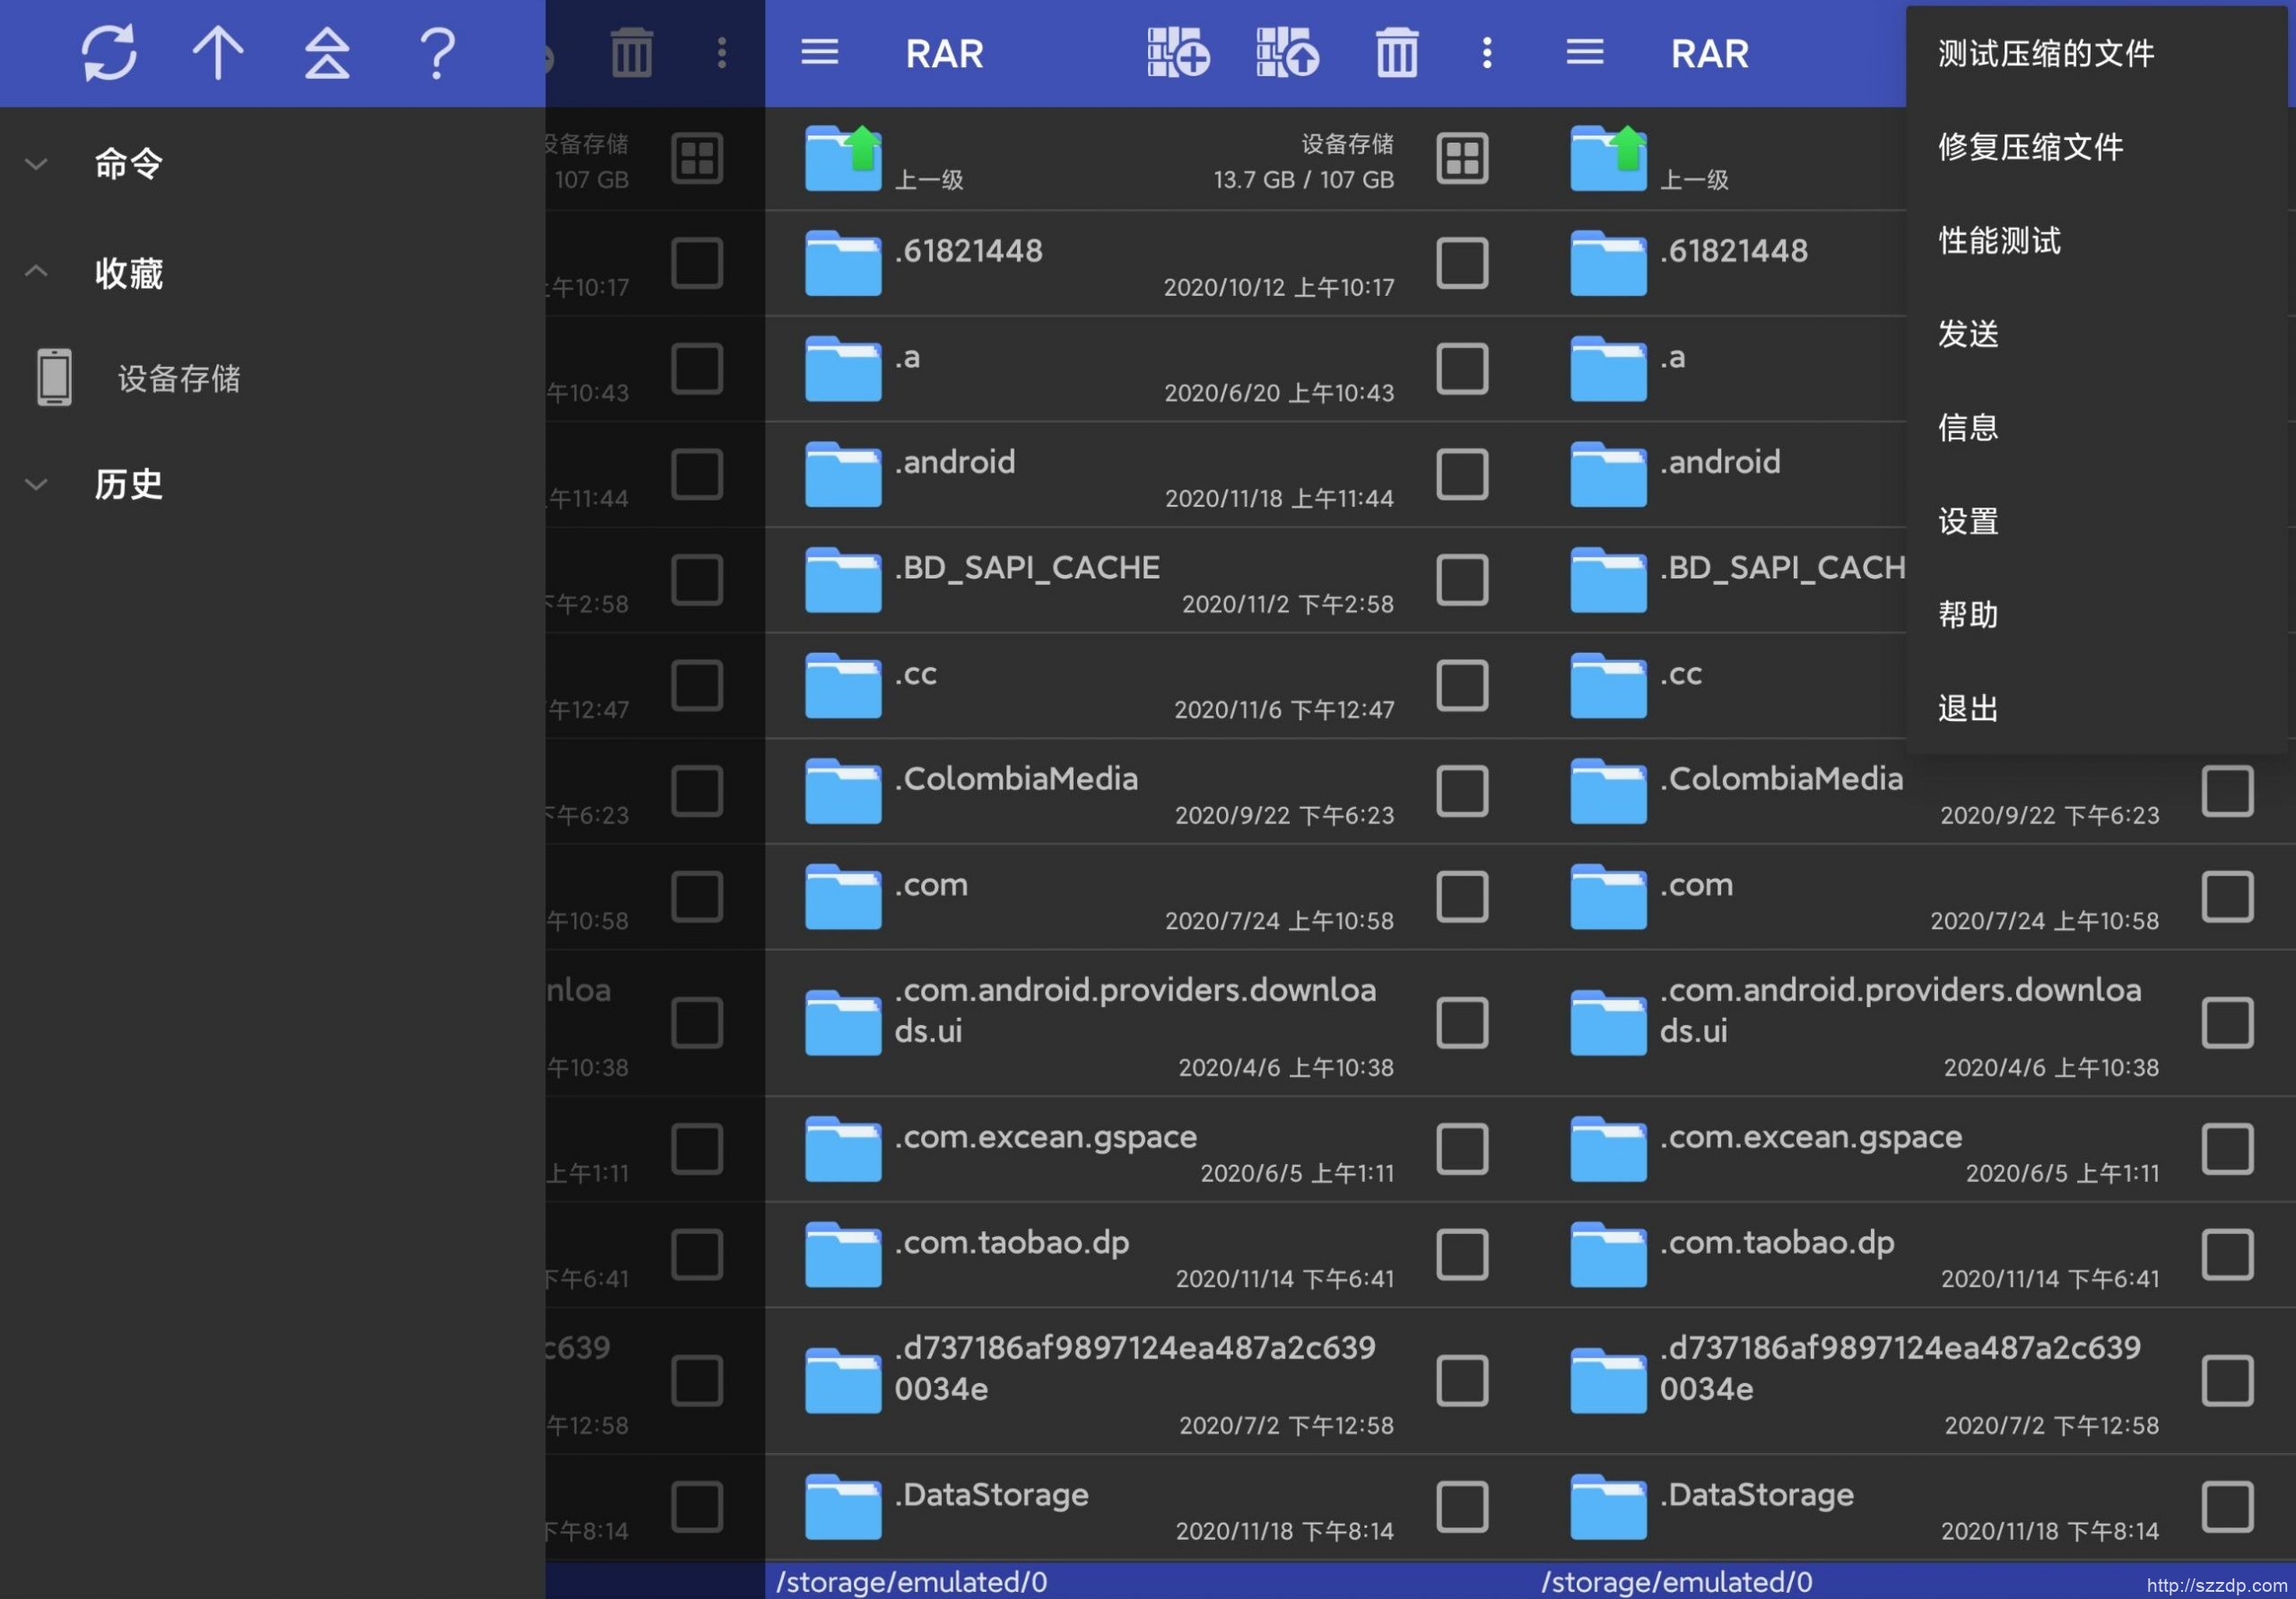 命令
收藏
设备存储
历史
设备存储
107 GB
午10:17
午10:43
午11:44
午2:58
午12:47
午6:23
午10:58
nloa
午10:38
上午1:11
下午6:41
c639
午12:58
下午8:14
RAR
上一级
设备存储
13.7 GB / 107 GB
.61821448
2020/10/12 上午10:17
.a
2020/6/20 上午10:43
.android
2020/11/18 上午11:44
.BD_SAPI_CACHE
2020/11/2 下午2:58
.cc
2020/11/6 下午12:47
.ColombiaMedia
2020/9/22 下午6:23
.com
2020/7/24 上午10:58
.com.android.providers.downloa
ds.ui
2020/4/6 上午10:38
.com.excean.gspace
2020/6/5 上午1:11
.com.taobao.dp
2020/11/14 下午6:41
.d737186af9897124ea487a2c639
0034e
2020/7/2 下午12:58
.DataStorage
2020/11/18 下午8:14
/storage/emulated/0
RAR
上一级
.61821448
.a
.android
.BD_SAPI_CACH
.cc
测试压缩的文件
修复压缩文件
性能测试
发送
信息
设置
帮助
退出
.ColombiaMedia
2020/9/22 下午6:23
.com
2020/7/24 上午10:58
.com.android.providers.downloa
ds.ui
2020/4/6 上午10:38
.com.excean.gspace
2020/6/5 上午1:11
.com.taobao.dp
2020/11/14 下午6:41
.d737186af9897124ea487a2c639
0034e
2020/7/2 下午12:58
.DataStorage
2020/11/18 下午8:14
/storage/emulated/0
http://szzdp.com